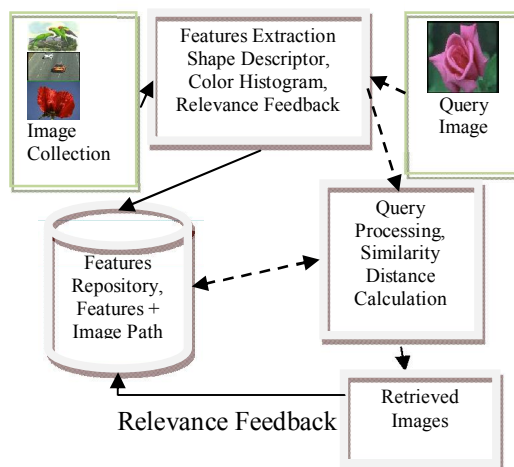 Features Extraction
Shape Descriptor,
Color Histogram,
Relevance Feedback
Image
Collection
Query
Image
Features
Repository,
Features +
Image Path
Query
Processing,
Similarity
Distance
Calculation
Retrieved
Images
Relevance Feedback